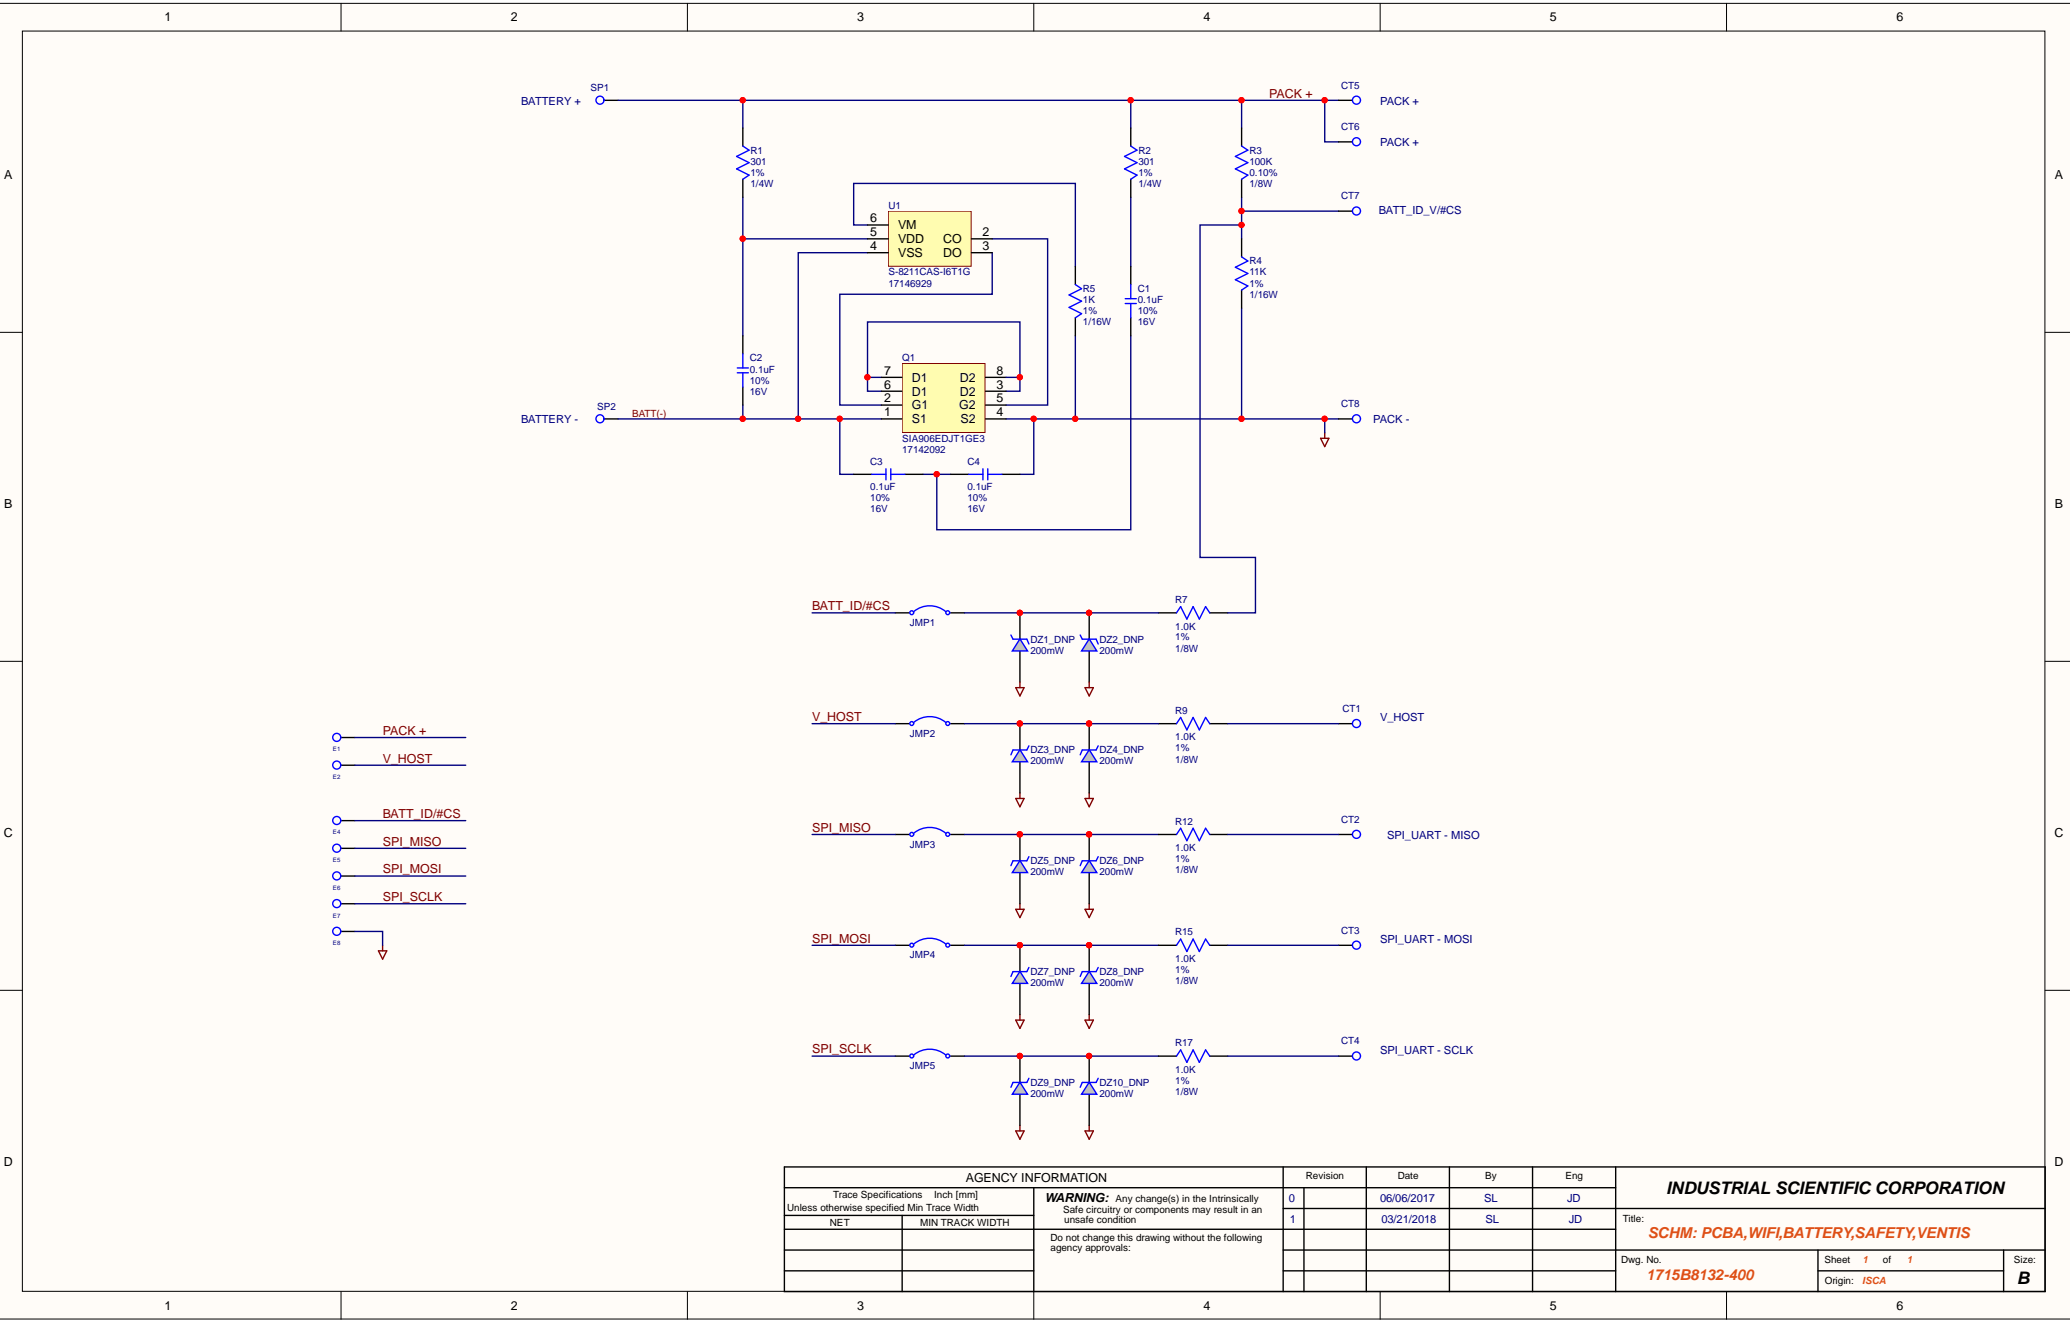 1 2 3 4 5 6
A A
B B
C C
D D
BATTERY +
SP1
PACK +
CT5
PACK +
CT6
PACK +
R1
301
1%
1/4W
R2
301
1%
1/4W
R3
100K
0.10%
1/8W
CT7
BATT_ID_V/#CS
U1
6 VM
5 VDD CO 2
4 VSS DO 3
S-8211CAS-I6T1G
17146929
R5
1K
1%
1/16W
C1
0.1uF
10%
16V
R4
11K
1%
1/16W
C2
0.1uF
10%
16V
Q1
7 D1 D2 8
6 D1 D2 3
2 G1 G2 5
1 S1 S2 4
SIA906EDJT1GE3
17142092
BATTERY -
SP2
BATT(-)
CT8
PACK -
C3
0.1uF
10%
16V
C4
0.1uF
10%
16V
BATT_ID/#CS
JMP1
DZ1_DNP
200mW
DZ2_DNP
200mW
R7
1.0K
1%
1/8W
V_HOST
JMP2
DZ3_DNP
200mW
DZ4_DNP
200mW
R9
1.0K
1%
1/8W
CT1
V_HOST
PACK +
E1
V_HOST
E2
BATT_ID/#CS
E4
SPI_MISO
E5
SPI_MOSI
E6
SPI_SCLK
E7
E8
SPI_MISO
JMP3
DZ5_DNP
200mW
DZ6_DNP
200mW
R12
1.0K
1%
1/8W
CT2
SPI_UART - MISO
SPI_MOSI
JMP4
DZ7_DNP
200mW
DZ8_DNP
200mW
R15
1.0K
1%
1/8W
CT3
SPI_UART - MOSI
SPI_SCLK
JMP5
DZ9_DNP
200mW
DZ10_DNP
200mW
R17
1.0K
1%
1/8W
CT4
SPI_UART - SCLK
AGENCY INFORMATION
Trace Specifications Inch [mm]
Unless otherwise specified Min Trace Width
NET MIN TRACK WIDTH
WARNING: Any change(s) in the Intrinsically
Safe circuitry or components may result in an
unsafe condition
Do not change this drawing without the following
agency approvals:
Revision Date By Eng
0 06/06/2017 SL JD
1 03/21/2018 SL JD
INDUSTRIAL SCIENTIFIC CORPORATION
Title:
SCHM: PCBA,WIFI,BATTERY,SAFETY,VENTIS
Dwg. No.
1715B8132-400
Sheet 1 of 1
Origin: ISCA
Size:
B
1 2 3 4 5 6